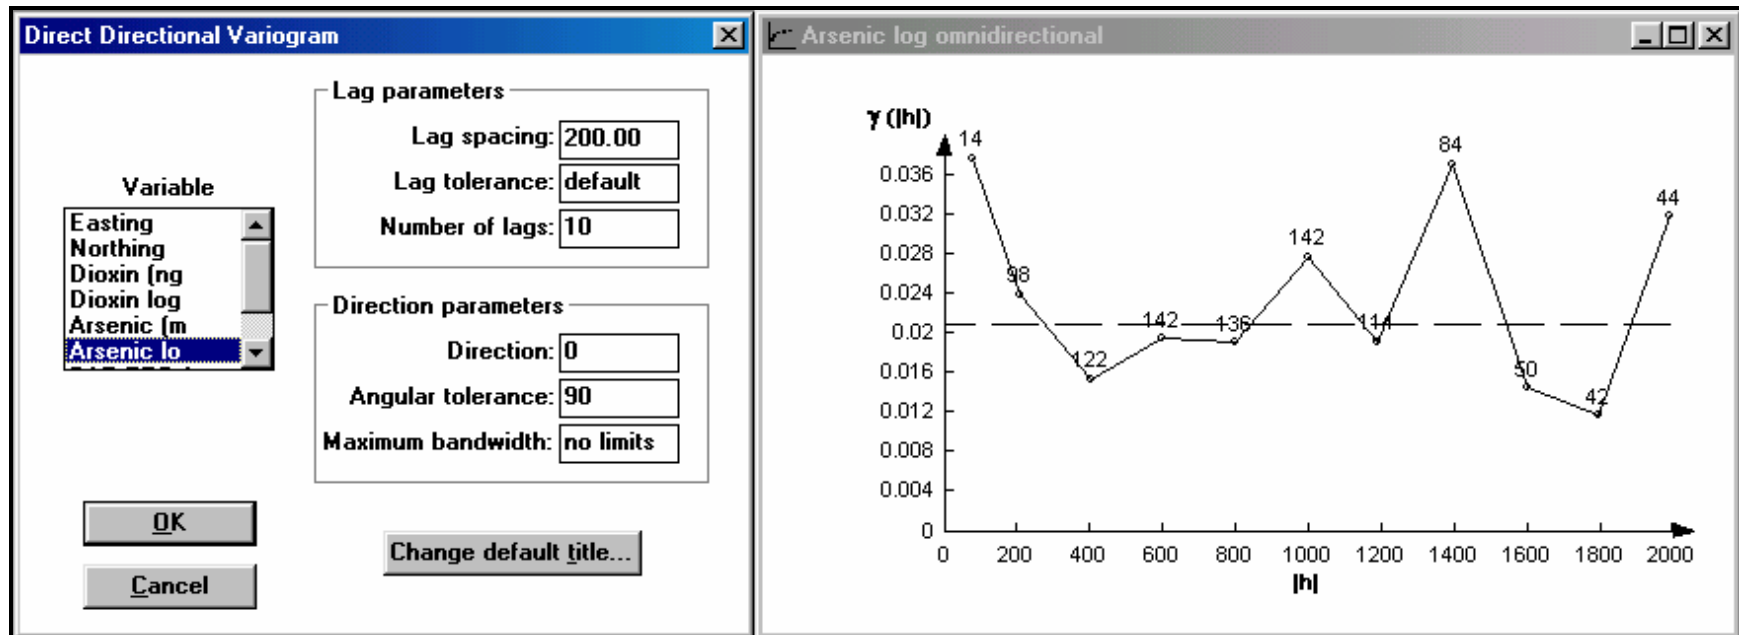 Direct Directional Variogram
Variable
Easting
Northing
Dioxin (ng
Dioxin log
Arsenic (m
Arsenic lo
Lag parameters
Lag spacing: 200.00
Lag tolerance: default
Number of lags: 10
Direction parameters
Direction: 0
Angular tolerance: 90
Maximum bandwidth: no limits
OK
Cancel
Change default title...
Arsenic log omnidirectional
γ (|h|)
0.036
0.032
0.028
0.024
0.02
0.016
0.012
0.008
0.004
0
14
98
122
142
136
142
114
84
50
42
44
0 200 400 600 800 1000 1200 1400 1600 1800 2000
|h|